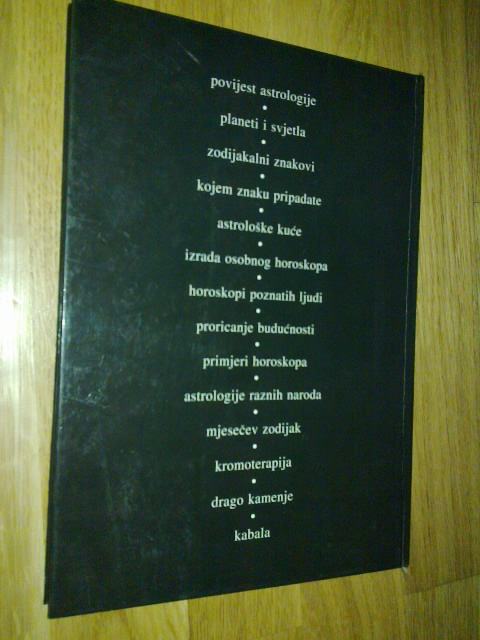 povijest astrologije
•
planeti i svjetla
•
zodijakalni znakovi
•
kojem znaku pripadate
•
astrološke kuće
•
izrada osobnog horoskopa
•
horoskopi poznatih ljudi
•
proricanje budućnosti
•
primjeri horoskopa
•
astrologije raznih naroda
•
mjesečev zodijak
•
kromoterapija
•
drago kamenje
•
kabala